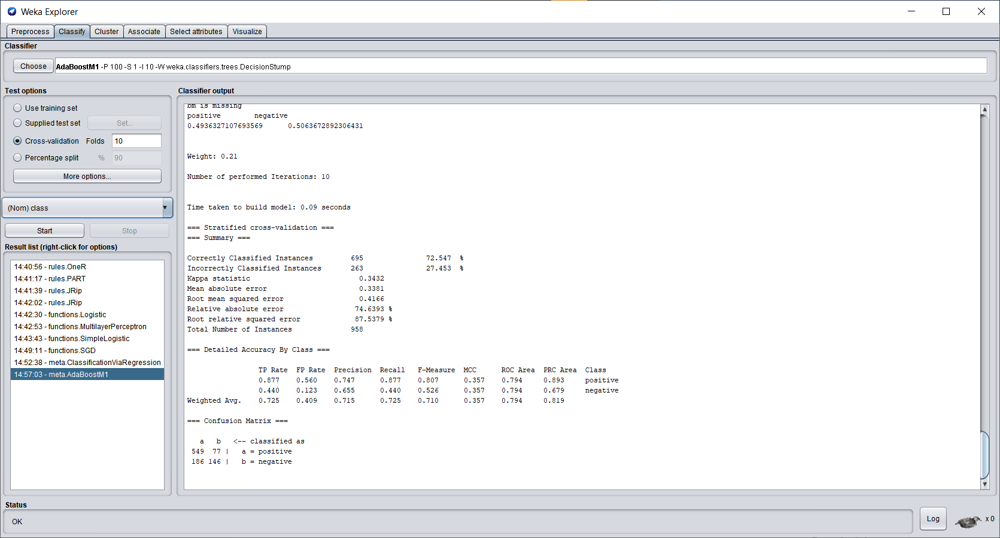 Weka Explorer
Preprocess Classify Cluster Associate Select attributes Visualize
Classifier
Choose AdaBoostM1 -P 100 -S 1 -I 10 -W weka.classifiers.trees.DecisionStump
Test options
Use training set
Supplied test set Set...
Cross-validation Folds 10
Percentage split % 90
More options...
(Nom) class
Start Stop
Result list (right-click for options)
14:40:56 - rules.OneR
14:41:17 - rules.PART
14:41:39 - rules.JRip
14:42:02 - rules.JRip
14:42:30 - functions.Logistic
14:42:53 - functions.MultilayerPerceptron
14:43:43 - functions.SimpleLogistic
14:49:11 - functions.SGD
14:52:38 - meta.ClassificationViaRegression
14:57:03 - meta.AdaBoostM1
Classifier output
bm is missing
positive negative
0.4936327107693569 0.5063672892306431
Weight: 0.21
Number of performed Iterations: 10
Time taken to build model: 0.09 seconds
=== Stratified cross-validation ===
=== Summary ===
Correctly Classified Instances 695 72.547 %
Incorrectly Classified Instances 263 27.453 %
Kappa statistic 0.3432
Mean absolute error 0.3381
Root mean squared error 0.4166
Relative absolute error 74.6393 %
Root relative squared error 87.5379 %
Total Number of Instances 958
=== Detailed Accuracy By Class ===
TP Rate FP Rate Precision Recall F-Measure MCC ROC Area PRC Area Class
0.877 0.560 0.747 0.877 0.807 0.357 0.794 0.893 positive
0.440 0.123 0.655 0.440 0.526 0.357 0.794 0.679 negative
Weighted Avg. 0.725 0.409 0.715 0.725 0.710 0.357 0.794 0.819
=== Confusion Matrix ===
a b <-- classified as
549 77 | a = positive
186 146 | b = negative
Status
OK
Log x 0